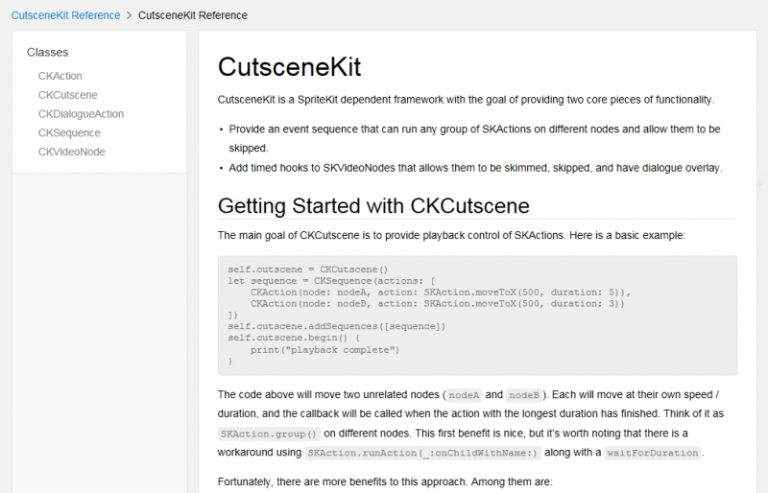 CutsceneKit Reference > CutsceneKit Reference
Classes
CKAction
CKCutscene
CKDialogueAction
CKSequence
CKVideoNode
CutsceneKit
CutsceneKit is a SpriteKit dependent framework with the goal of providing two core pieces of functionality.
• Provide an event sequence that can run any group of SKActions on different nodes and allow them to be
skipped.
• Add timed hooks to SKVideoNodes that allows them to be skimmed, skipped, and have dialogue overlay.
Getting Started with CKCutscene
The main goal of CKCutscene is to provide playback control of SKActions. Here is a basic example:
self.cutscene = CKCutscene()
let sequence = CKSequence(actions: [
    CKAction(node: nodeA, action: SKAction.moveToX(500, duration: 5)),
    CKAction(node: nodeB, action: SKAction.moveToX(500, duration: 3))
])
self.cutscene.addSequences([sequence])
self.cutscene.begin() {
    print("playback complete")
}
The code above will move two unrelated nodes ( nodeA and nodeB ). Each will move at their own speed /
duration, and the callback will be called when the action with the longest duration has finished. Think of it as
SKAction.group() on different nodes. This first benefit is nice, but it's worth noting that there is a
workaround using SKAction.runAction(_:onChildWithName:) along with a waitForDuration .
Fortunately, there are more benefits to this approach. Among them are: